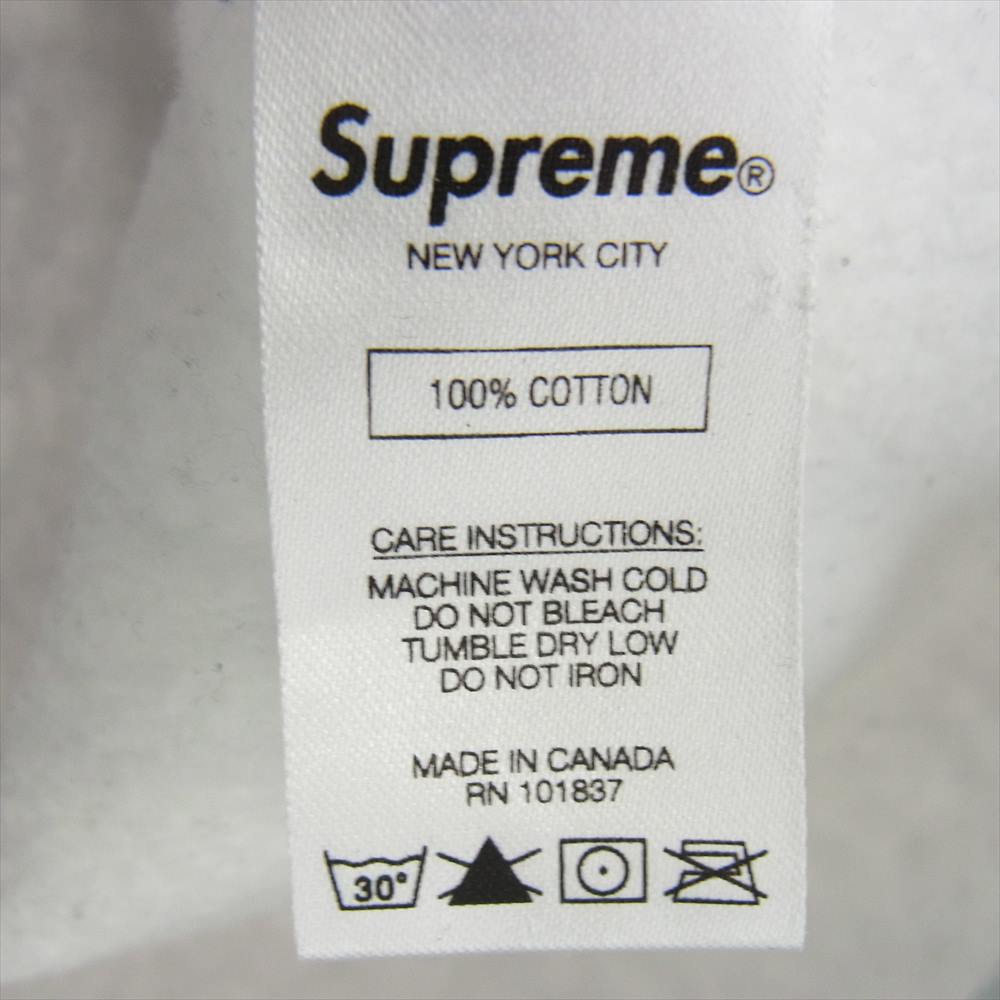 Supreme®
NEW YORK CITY
100% COTTON
CARE INSTRUCTIONS:
MACHINE WASH COLD
DO NOT BLEACH
TUMBLE DRY LOW
DO NOT IRON
MADE IN CANADA
RN 101837
30°